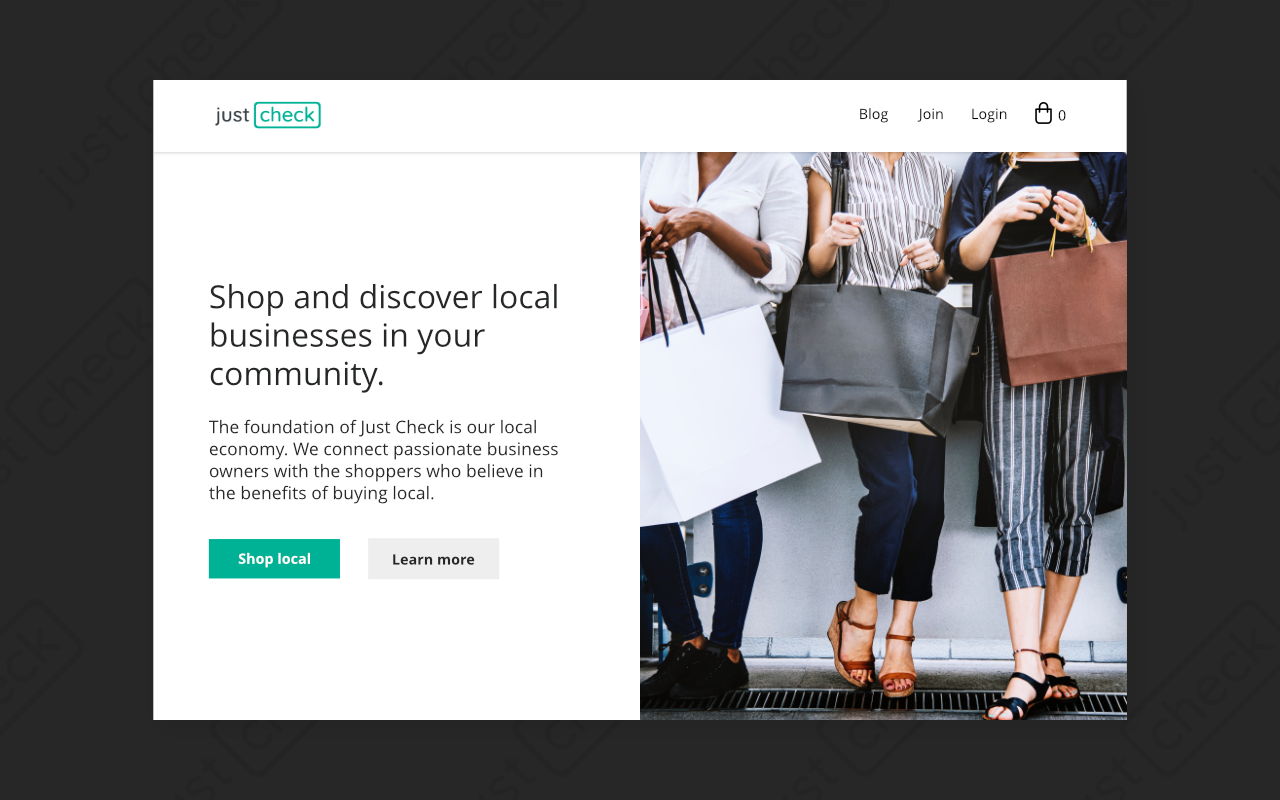 just check
Blog Join Login 0
Shop and discover local
businesses in your
community.
The foundation of Just Check is our local
economy. We connect passionate business
owners with the shoppers who believe in
the benefits of buying local.
Shop local Learn more